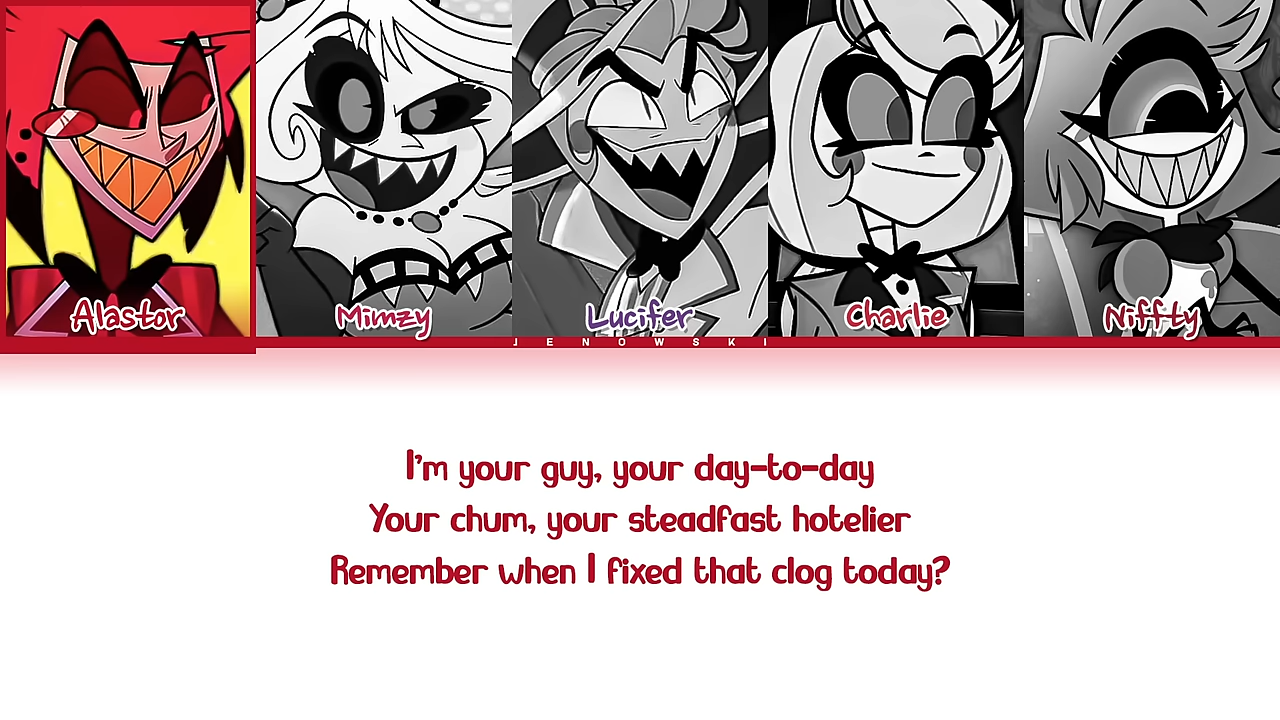 Alastor
Mimzy
Lucifer
Charlie
Niffty
JENOWSKI
I'm your guy, your day-to-day
Your chum, your steadfast hotelier
Remember when I fixed that clog today?